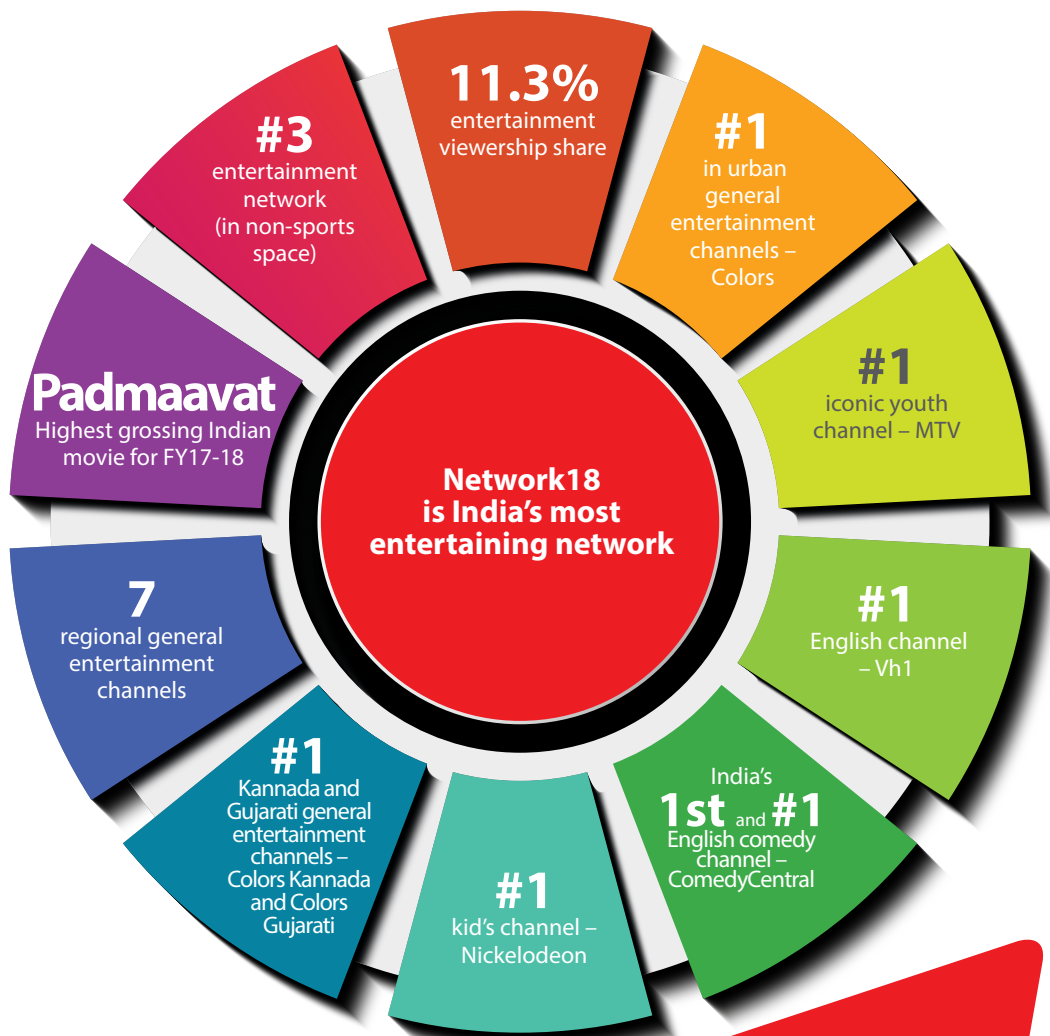 11.3%
entertainment
viewership share
#1
in urban
general
entertainment
channels –
Colors
#1
iconic youth
channel – MTV
#1
English channel
– Vh1
India's
1st and #1
English comedy
channel –
ComedyCentral
#1
kid's channel –
Nickelodeon
#1
Kannada and
Gujarati general
entertainment
channels –
Colors Kannada
and Colors
Gujarati
7
regional general
entertainment
channels
Padmaavat
Highest grossing Indian
movie for FY17-18
#3
entertainment
network
(in non-sports
space)
Network18
is India's most
entertaining network